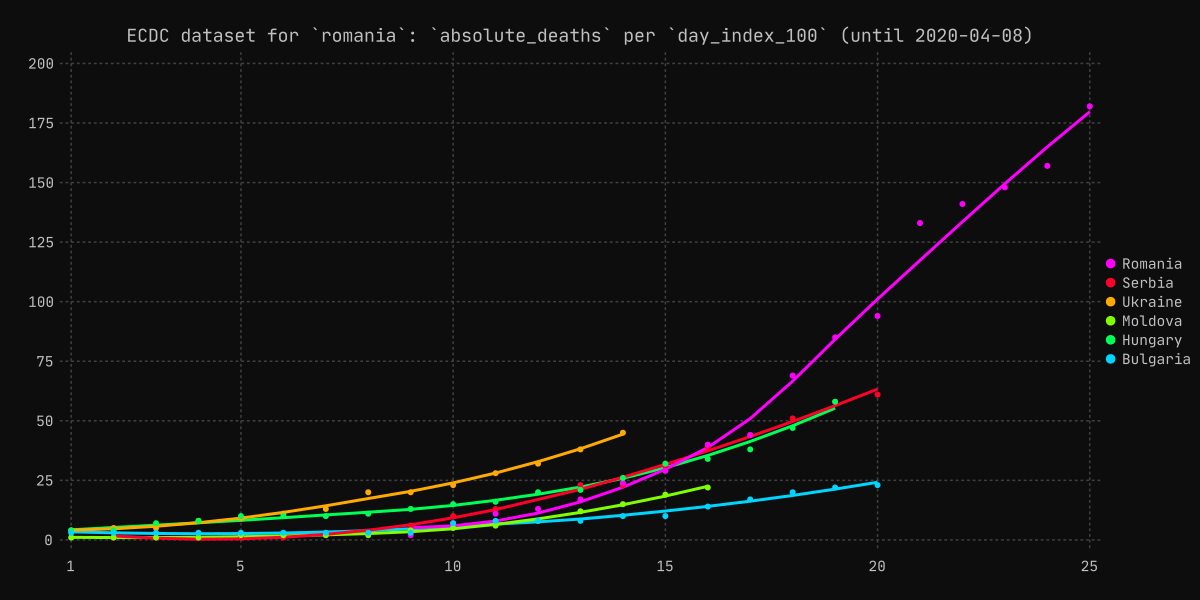 ECDC dataset for `romania`: `absolute_deaths` per `day_index_100` (until 2020-04-08)
200
175
150
125
100
75
50
25
0
1 5 10 15 20 25
Romania
Serbia
Ukraine
Moldova
Hungary
Bulgaria